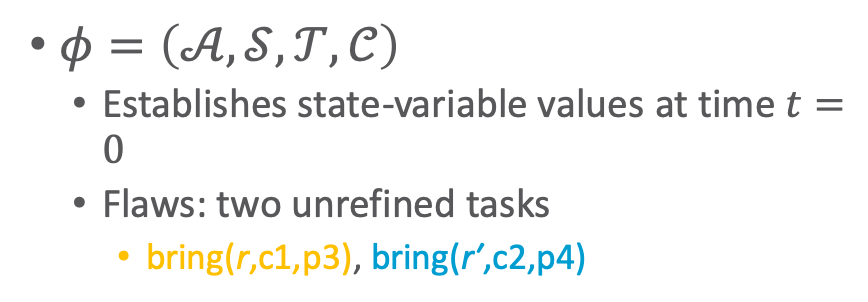 • 𝜙 = (𝒜, 𝒮, 𝒯, 𝒞)
• Establishes state-variable values at time 𝑡 =
0
• Flaws: two unrefined tasks
• bring(r,c1,p3), bring(r′,c2,p4)